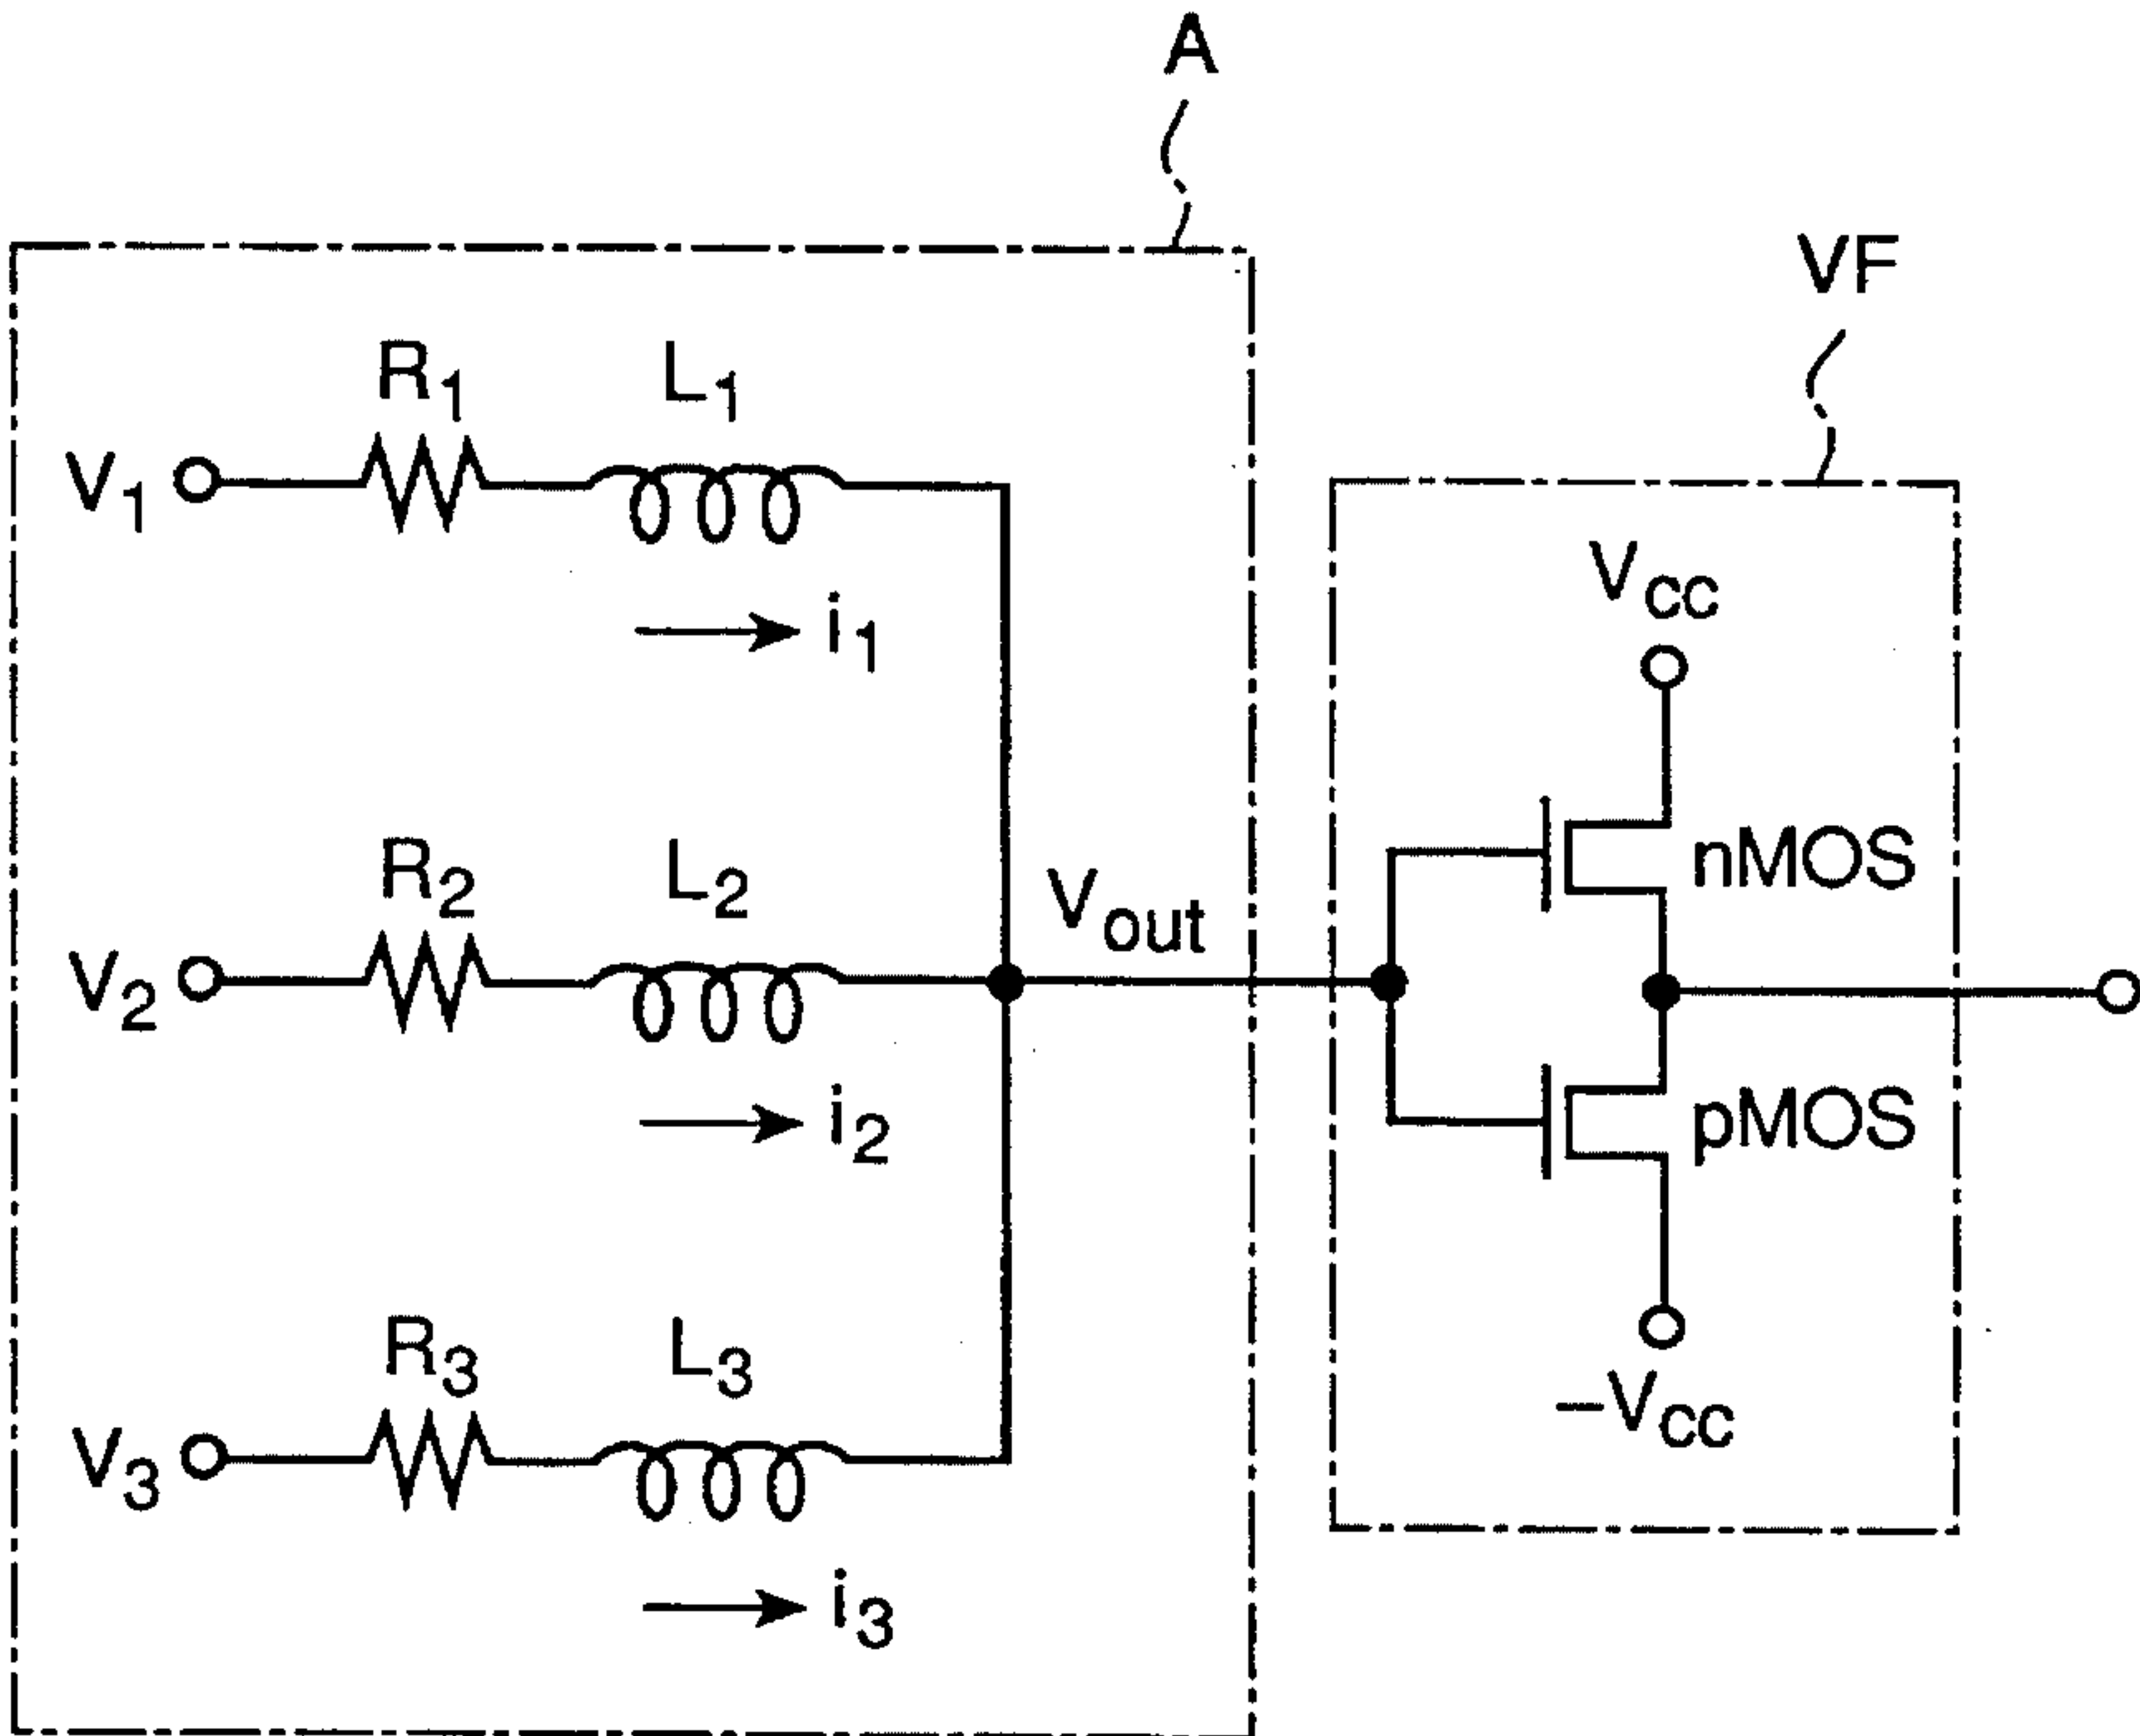 A
VF
R1
L1
V1
i1
VCC
nMOS
R2
L2
Vout
V2
i2
pMOS
R3
L3
–VCC
V3
i3